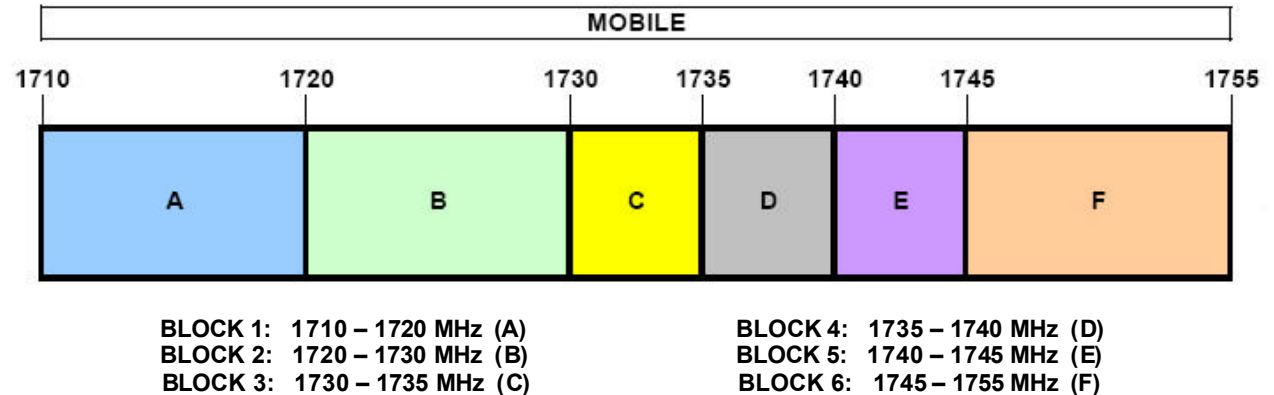 MOBILE
1710 1720 1730 1735 1740 1745 1755
A B C D E F
BLOCK 1: 1710 – 1720 MHz (A)
BLOCK 2: 1720 – 1730 MHz (B)
BLOCK 3: 1730 – 1735 MHz (C)
BLOCK 4: 1735 – 1740 MHz (D)
BLOCK 5: 1740 – 1745 MHz (E)
BLOCK 6: 1745 – 1755 MHz (F)